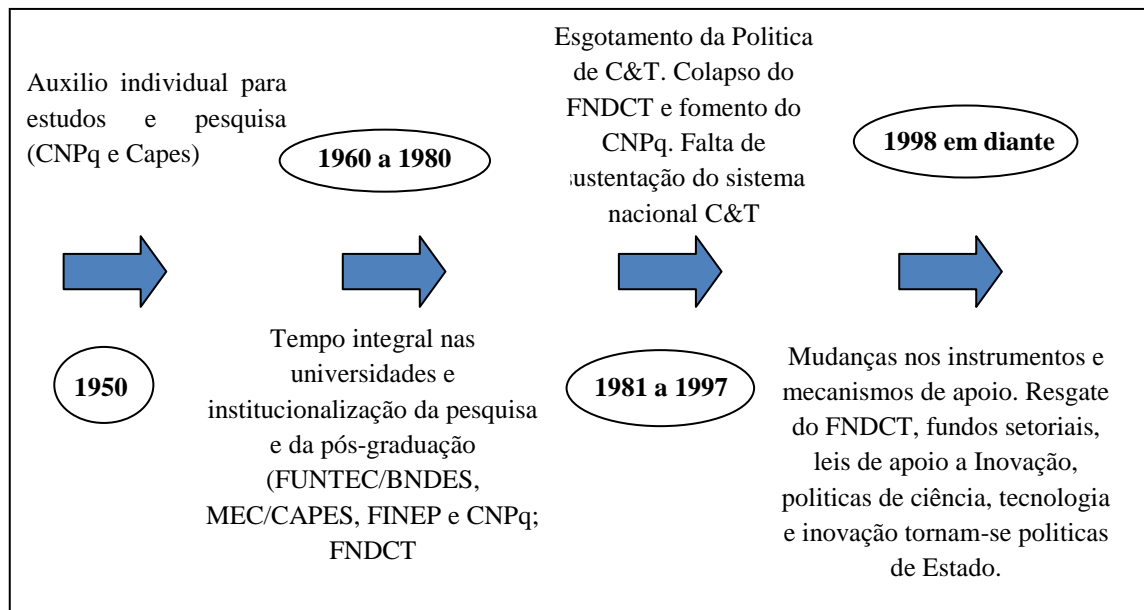 Auxilio individual para
estudos e pesquisa
(CNPq e Capes)
1950
1960 a 1980
Tempo integral nas
universidades e
institucionalização da pesquisa
e da pós-graduação
(FUNTEC/BNDES,
MEC/CAPES, FINEP e CNPq;
FNDCT
Esgotamento da Politica
de C&T. Colapso do
FNDCT e fomento do
CNPq. Falta de
sustentação do sistema
nacional C&T
1981 a 1997
1998 em diante
Mudanças nos instrumentos e
mecanismos de apoio. Resgate
do FNDCT, fundos setoriais,
leis de apoio a Inovação,
politicas de ciência, tecnologia
e inovação tornam-se politicas
de Estado.